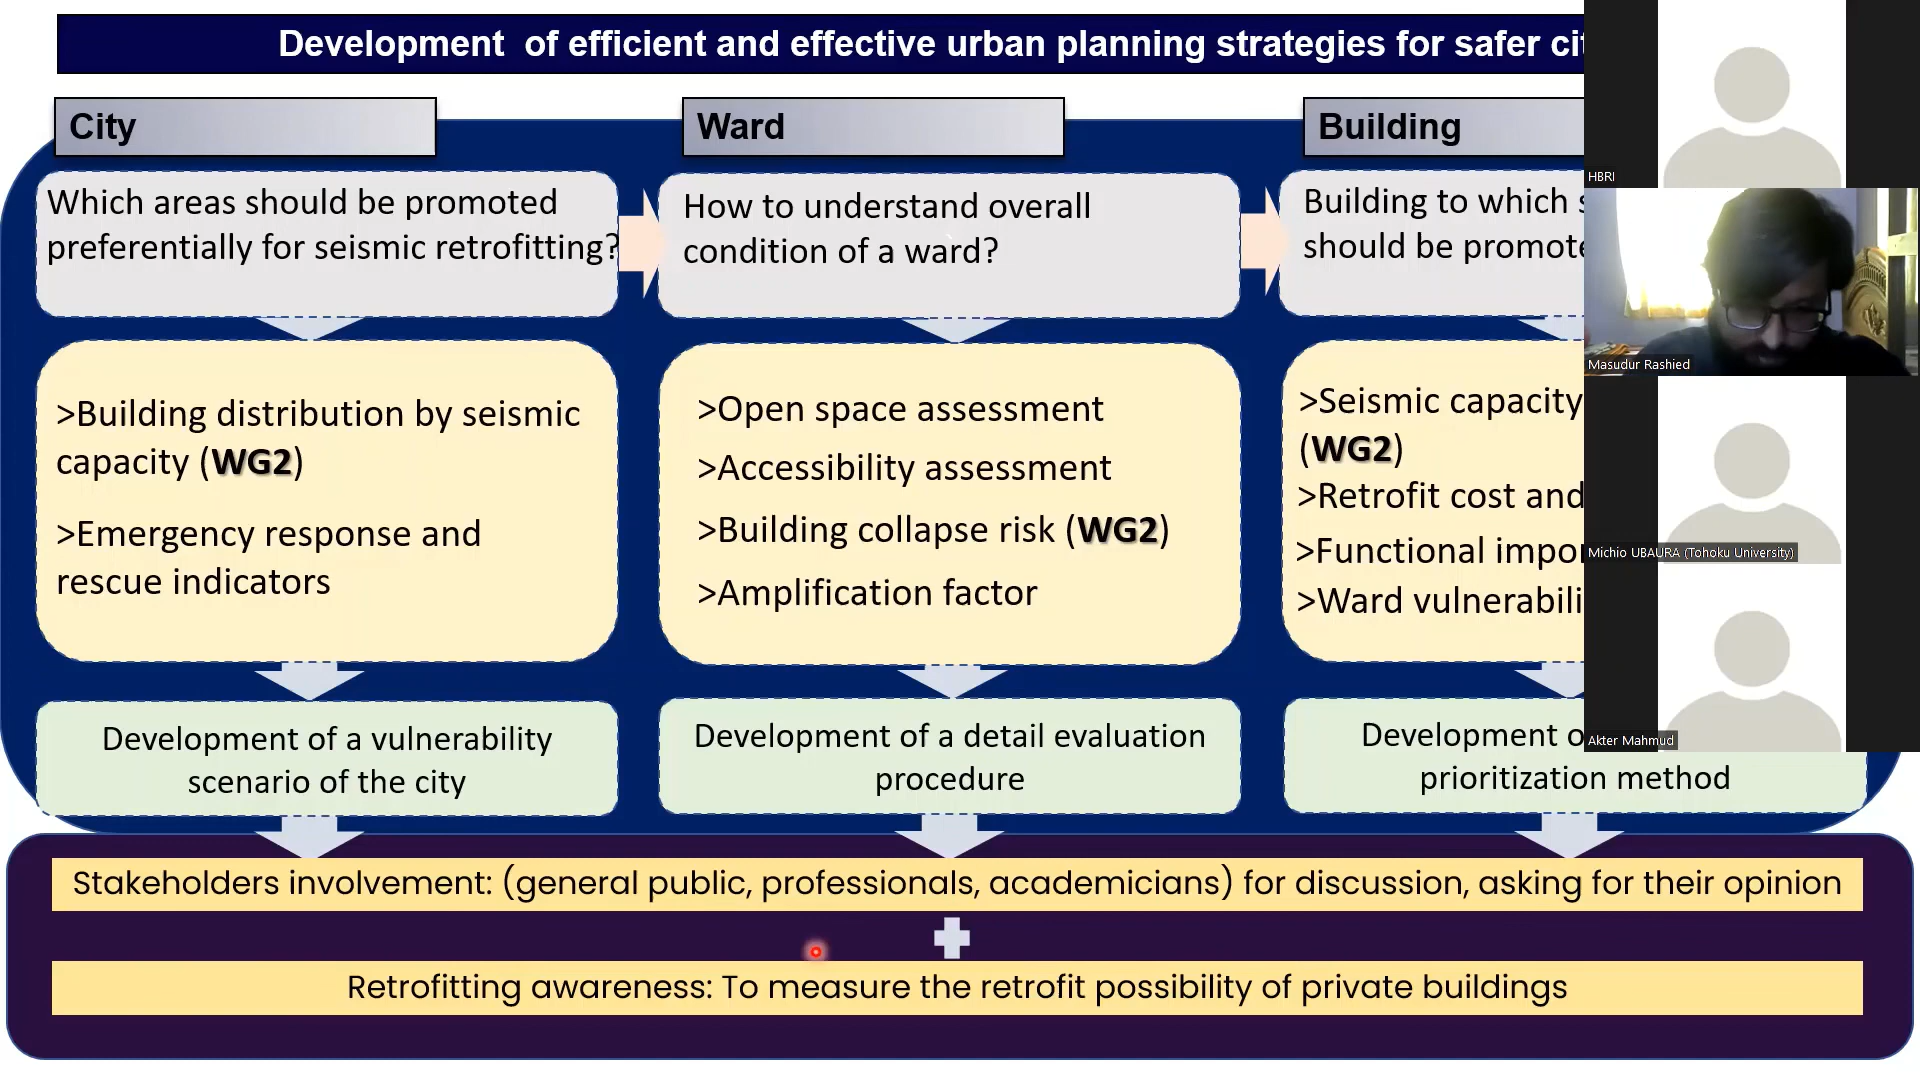 Development of efficient and effective urban planning strategies for safer
City
Ward
Building
Which areas should be promoted
preferentially for seismic retrofitting?
How to understand overall
condition of a ward?
Building to which
should be
>Building distribution by seismic
capacity (WG2)
>Emergency response and
rescue indicators
>Open space assessment
>Accessibility assessment
>Building collapse risk (WG2)
>Amplification factor
>Seismic capacity
(WG2)
>Retrofit cost and
>Functional
>Ward
Development of a vulnerability
scenario of the city
Development of a detail evaluation
procedure
Development
prioritization method
Stakeholders involvement: (general public, professionals, academicians) for discussion, asking for their opinion
Retrofitting awareness: To measure the retrofit possibility of private buildings
HBRI
Masudur Rashied
Michio UBAURA (Tohoku University)
Akter Mahmud